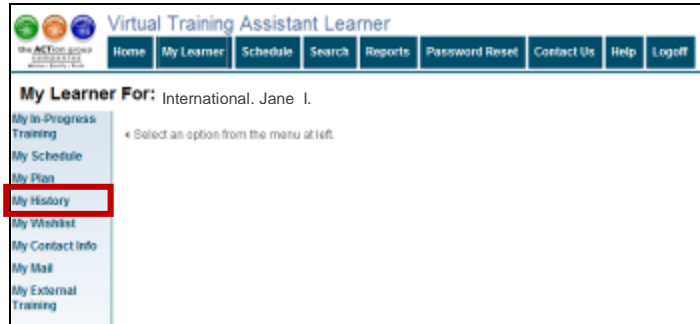 Virtual Training Assistant Learner
the ACTion group
companies
Home My Learner Schedule Search Reports Password Reset Contact Us Help Logoff
My Learner For: International. Jane I.
My In-Progress
Training
« Select an option from the menu at left.
My Schedule
My Plan
My History
My Wishlist
My Contact Info
My Mail
My External
Training